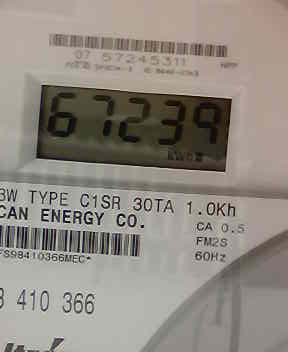 07 57245311
67239
kWh
3W TYPE C1SR 30TA 1.0Kh
CAN ENERGY CO.
CA 0.5
FM2S
60Hz
FS98410366MEC*
410 366